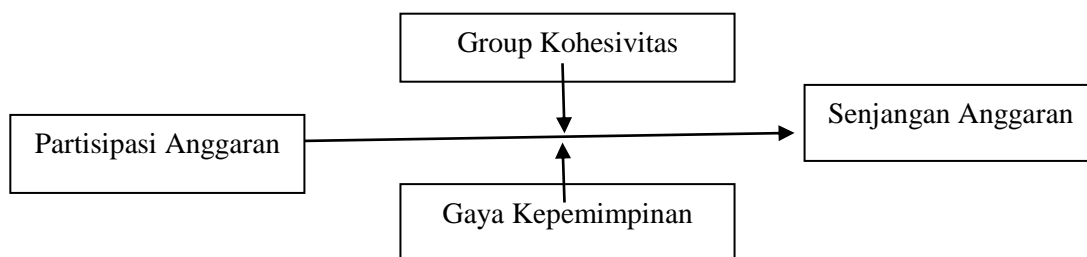 Group Kohesivitas
Senjangan Anggaran
Partisipasi Anggaran
Gaya Kepemimpinan